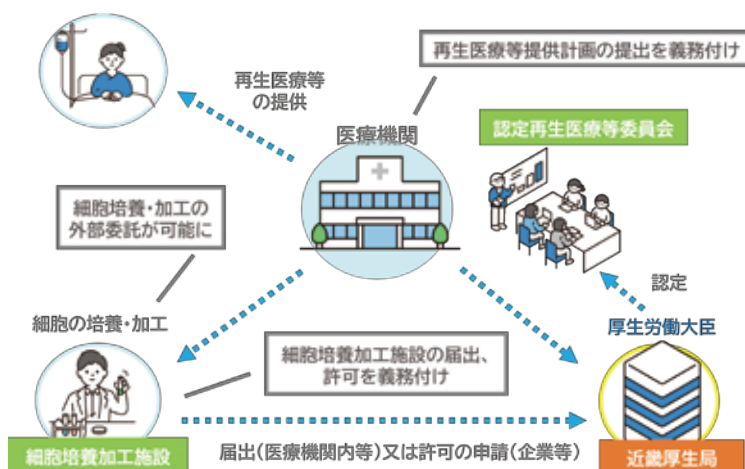 再生医療等提供計画の提出を義務付け
再生医療等
の提供
医療機関
認定再生医療等委員会
細胞培養・加工の
外部委託が可能に
認定
細胞の培養・加工
厚生労働大臣
細胞培養加工施設の届出、
許可を義務付け
細胞培養加工施設
届出(医療機関内等)又は許可の申請(企業等)
近畿厚生局